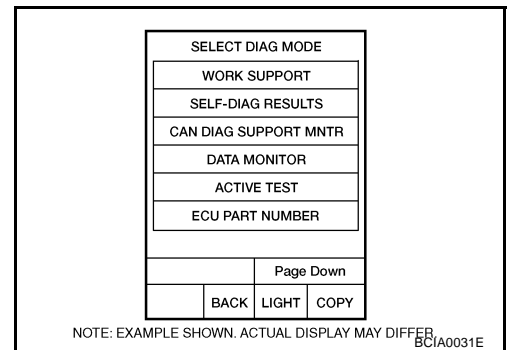 SELECT DIAG MODE
WORK SUPPORT
SELF-DIAG RESULTS
CAN DIAG SUPPORT MNTR
DATA MONITOR
ACTIVE TEST
ECU PART NUMBER
Page Down
BACK LIGHT COPY
NOTE: EXAMPLE SHOWN. ACTUAL DISPLAY MAY DIFFER.
BCIA0031E